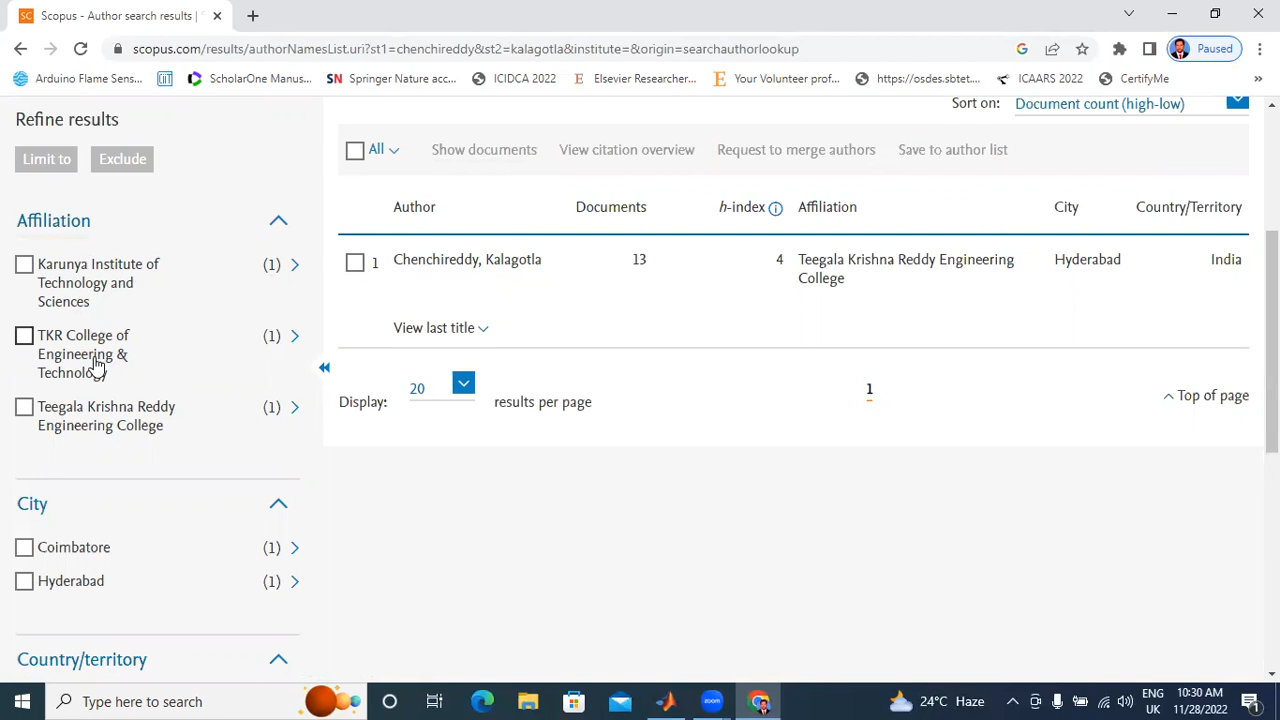 Scopus - Author search results |
scopus.com/results/authorNamesList.uri?st1=chenchireddy&st2=kalagotla&institute=&origin=searchauthorlookup
Paused
Arduino Flame Sens...
ScholarOne Manus...
SN Springer Nature acc...
ICIDCA 2022
E Elsevier Researcher...
E Your Volunteer prof...
https://osdes.sbtet....
ICAARS 2022
CertifyMe
»
Refine results
Limit to
Exclude
Affiliation
Karunya Institute of
Technology and
Sciences
(1)
TKR College of
Engineering &
Technology
(1)
Teegala Krishna Reddy
Engineering College
(1)
City
Coimbatore
(1)
Hyderabad
(1)
Country/territory
Sort on: Document count (high-low)
All
Show documents
View citation overview
Request to merge authors
Save to author list
Author
Documents
h-index
Affiliation
City
Country/Territory
1
Chenchireddy, Kalagotla
13
4
Teegala Krishna Reddy Engineering
College
Hyderabad
India
View last title
Display: 20 results per page
1
Top of page
Type here to search
zoom
24°C Haze
ENG
UK
10:30 AM
11/28/2022
1